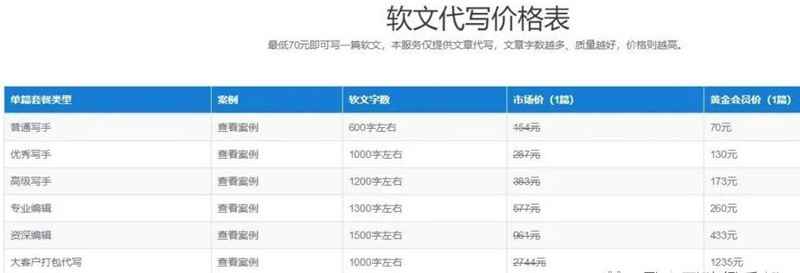 软文代写价格表
最低70元即可写一篇软文，本服务仅提供文章代写，文章字数越多、质量越好，价格则越高。
单篇套餐类型 案例 软文字数 市场价（1篇） 黄金会员价（1篇）
普通写手 查看案例 600字左右 154元 70元
优秀写手 查看案例 1000字左右 287元 130元
高级写手 查看案例 1200字左右 383元 173元
专业编辑 查看案例 1300字左右 577元 260元
资深编辑 查看案例 1500字左右 961元 433元
大客户打包代写 查看案例 1000字左右 2744元 1235元